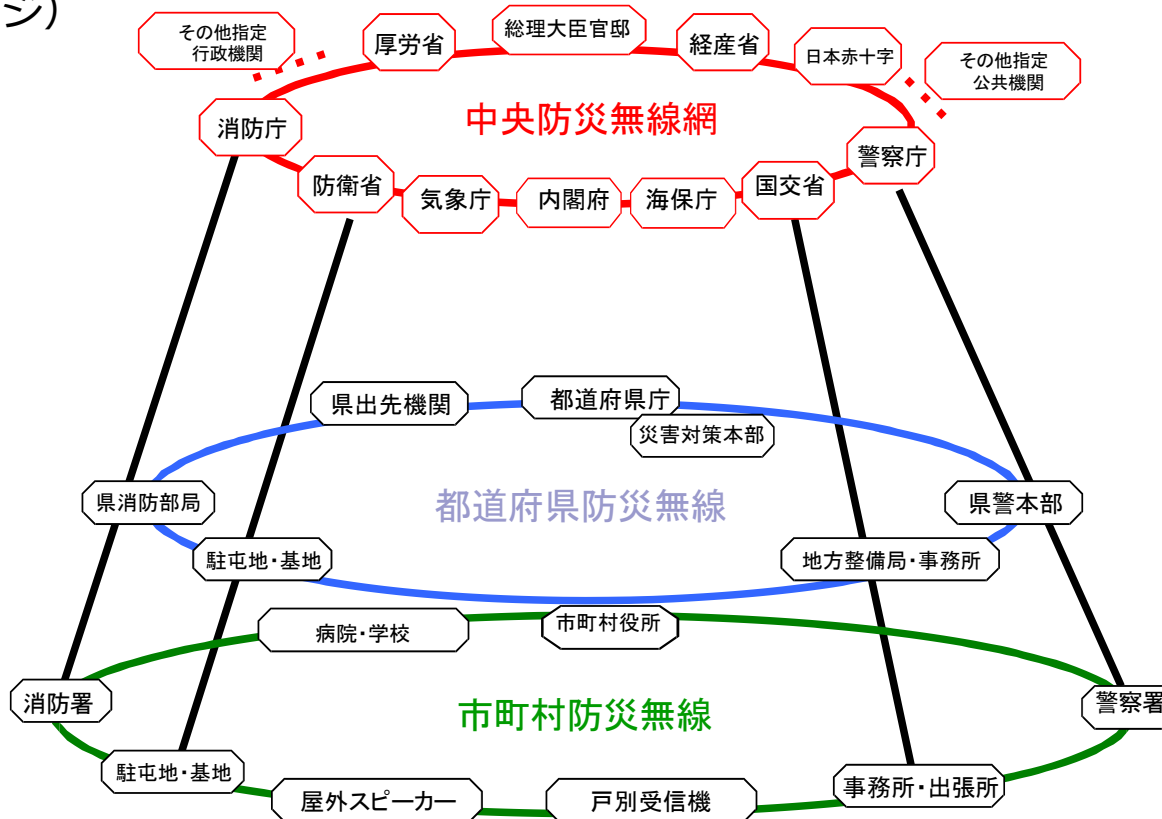 ジ）
その他指定
行政機関
厚労省
総理大臣官邸
経産省
日本赤十字
その他指定
公共機関
消防庁
中央防災無線網
警察庁
防衛省
気象庁
内閣府
海保庁
国交省
県出先機関
都道府県庁
災害対策本部
県消防部局
都道府県防災無線
県警本部
駐屯地・基地
地方整備局・事務所
病院・学校
市町村役所
消防署
市町村防災無線
警察署
駐屯地・基地
屋外スピーカー
戸別受信機
事務所・出張所